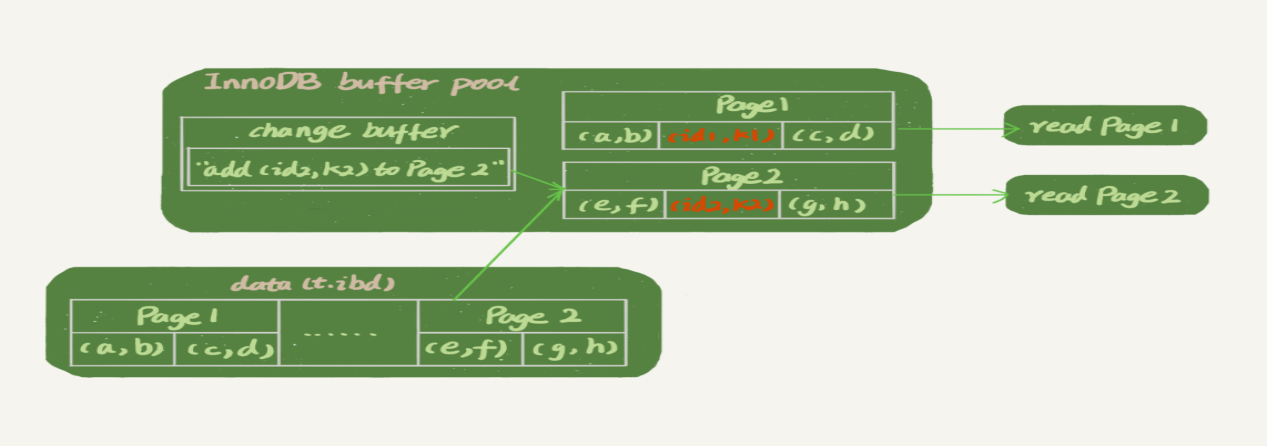 InnoDB buffer pool
change buffer
"add (id2,k2) to Page 2"
Page1
(a,b) (id1,k1) (c,d)
Page2
(e,f) (id2,k2) (g,h)
read Page 1
read Page 2
data (t.ibd)
Page 1 ...... Page 2
(a,b) (c,d) (e,f) (g,h)